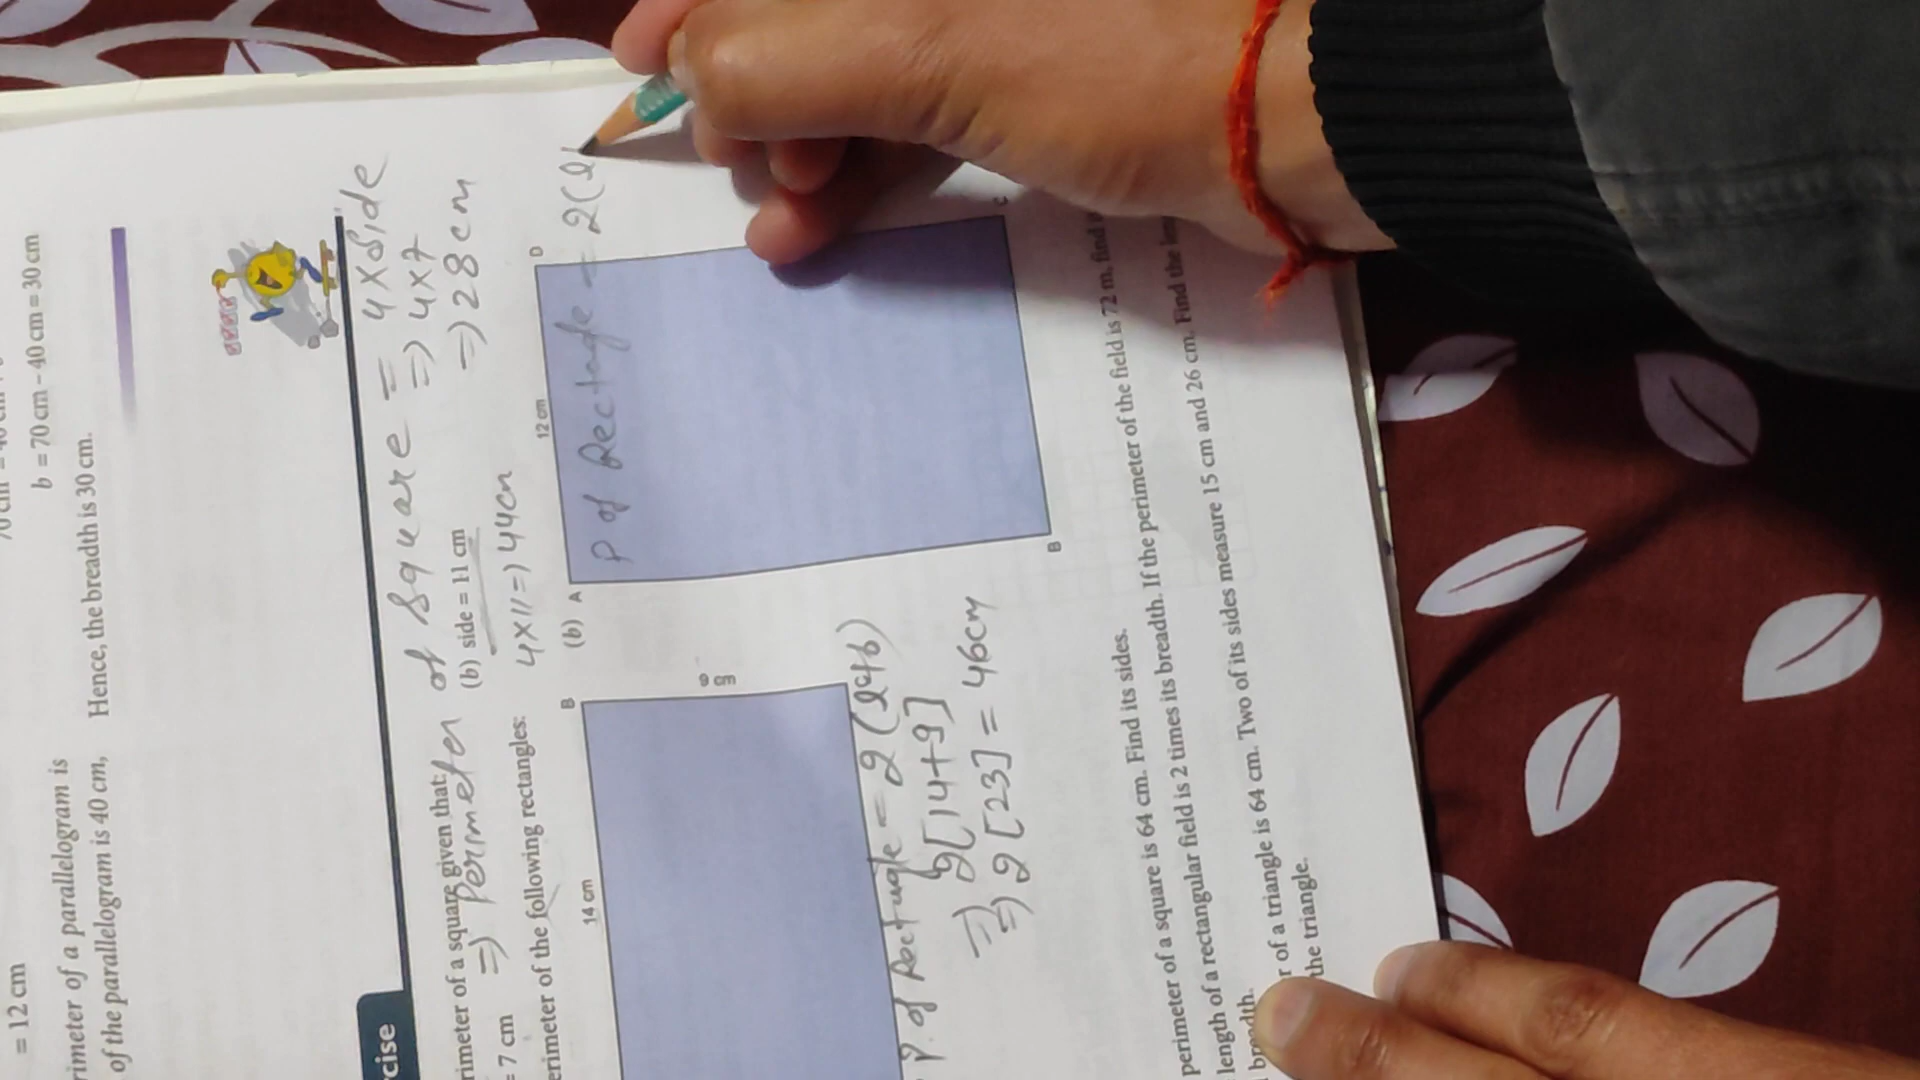 b = 70 cm – 40 cm = 30 cm
= 12 cm
rimeter of a parallelogram is
of the parallelogram is 40 cm,
Hence, the breadth is 30 cm.
rcise
rimeter of a square given that:
⇒ Perimeter of Square = 4 X Side
= 7 cm
(b) side = 11 cm
⇒ 4 X 7
⇒ 28 cm
4 X 11 ⇒ 44 cm
erimeter of the following rectangles:
14 cm
B
9 cm
P. of Rectangle = 2 (l+b)
⇒ 2[14+9]
⇒ 2[23] = 46cm
(b)
A
12 cm
D
P of Rectangle = 2(l
B
C
perimeter of a square is 64 cm. Find its sides.
length of a rectangular field is 2 times its breadth. If the perimeter of the field is 72 m, find
breadth.
r of a triangle is 64 cm. Two of its sides measure 15 cm and 26 cm. Find the
the triangle.